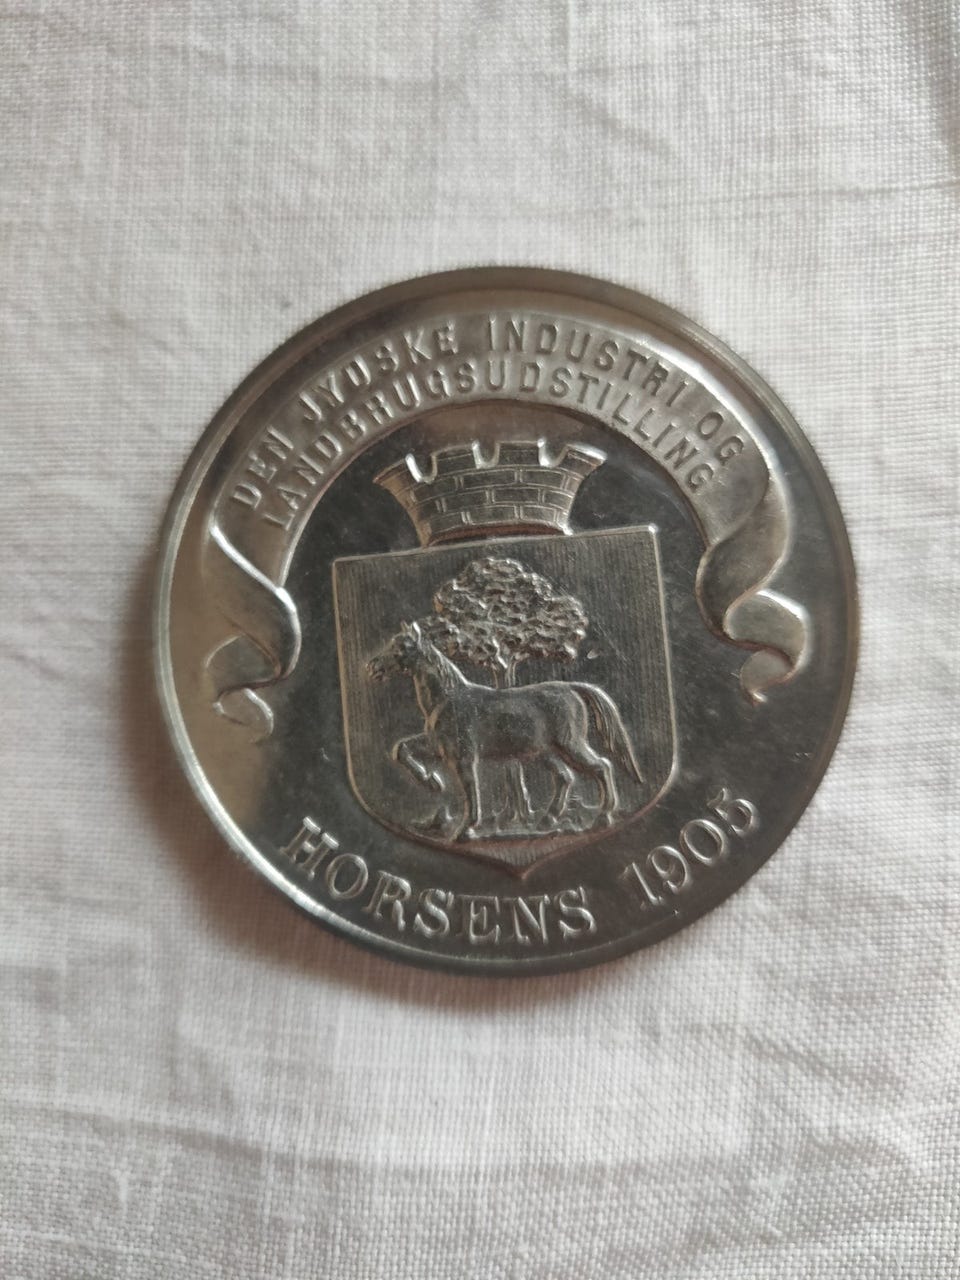 DEN JYDSKE INDUSTRI OG
LANDBRUGSUDSTILLING
HORSENS 1905